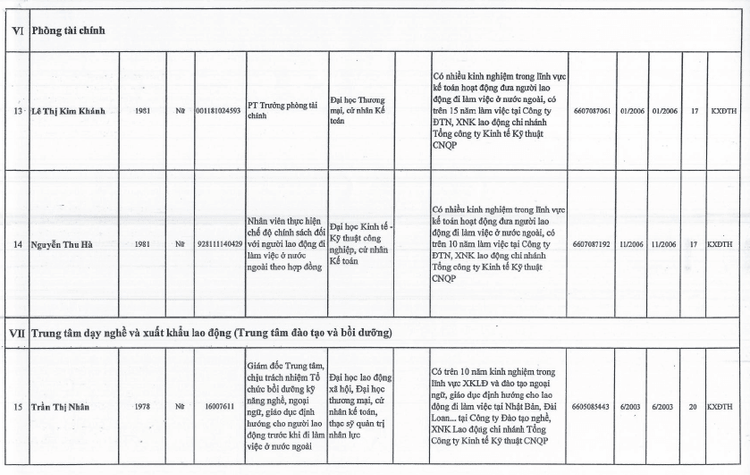 VI Phòng tài chính
13 Lê Thị Kim Khánh 1981 Nữ 001181024593 PT Trưởng phòng tài chính Đại học Thương mại, cử nhân Kế toán
Có nhiều kinh nghiệm trong lĩnh vực
kế toán hoạt động đưa người lao
động đi làm việc ở nước ngoài, có
trên 15 năm làm việc tại Công ty
ĐTN, XNK lao động chi nhánh
Tổng công ty Kinh tế Kỹ thuật
CNQP
6607087061 01/2006 01/2006 17 KXĐTH
14 Nguyễn Thu Hà 1981 Nữ 928111140429
Nhân viên thực hiện
chế độ chính sách đối
với người lao động đi
làm việc ở nước
ngoài theo hợp đồng
Đại học Kinh tế -
Kỹ thuật công
nghiệp, cử nhân
Kế toán
Có nhiều kinh nghiệm trong lĩnh vực
kế toán hoạt động đưa người lao
động đi làm việc ở nước ngoài, có
trên 10 năm làm việc tại Công ty
ĐTN, XNK lao động chi nhánh
Tổng công ty Kinh tế Kỹ thuật
CNQP
6607087192 11/2006 11/2006 17 KXĐTH
VII Trung tâm dạy nghề và xuất khẩu lao động (Trung tâm đào tạo và bồi dưỡng)
15 Trần Thị Nhân 1978 Nữ 16007611
Giám đốc Trung tâm,
chịu trách nhiệm Tổ
chức bồi dưỡng kỹ
năng nghề, ngoại
ngữ, giáo dục định
hướng cho người lao
động trước khi đi làm
việc ở nước ngoài
Đại học lao động
xã hội, Đại học
thương mại, cử
nhân kế toán,
thạc sỹ quản trị
nhân lực
Có trên 10 năm kinh nghiệm trong
lĩnh vực XKLĐ và đào tạo ngoại
ngữ, giáo dục định hướng cho lao
động đi làm việc tại Nhật Bản, Đài
Loan... tại Công ty Đào tạo nghề,
XNK Lao động chi nhánh Tổng
Công ty Kinh tế Kỹ thuật CNQP
6605085443 6/2003 6/2003 20 KXĐTH